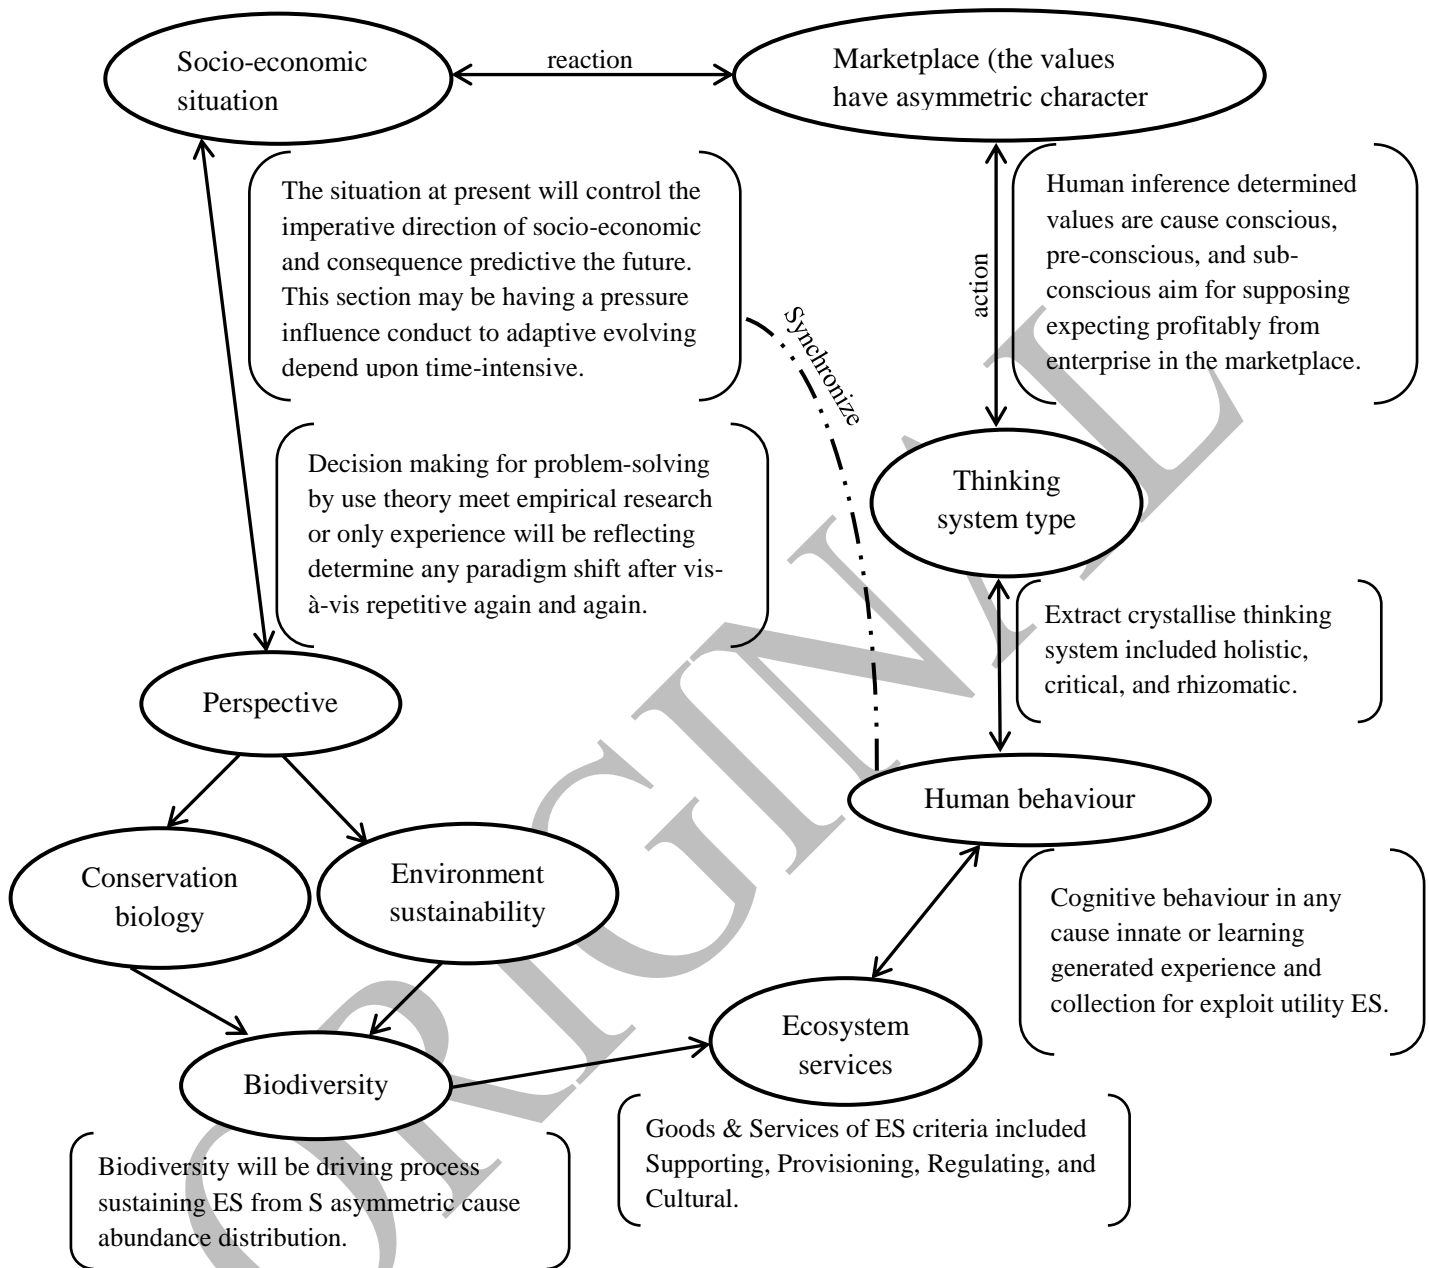 Socio-economic
situation
reaction
Marketplace (the values
have asymmetric character
The situation at present will control the
imperative direction of socio-economic
and consequence predictive the future.
This section may be having a pressure
influence conduct to adaptive evolving
depend upon time-intensive.
action
Human inference determined
values are cause conscious,
pre-conscious, and sub-
conscious aim for supposing
expecting profitably from
enterprise in the marketplace.
Synchronize
Decision making for problem-solving
by use theory meet empirical research
or only experience will be reflecting
determine any paradigm shift after vis-
à-vis repetitive again and again.
Thinking
system type
Extract crystallise thinking
system included holistic,
critical, and rhizomatic.
Perspective
Human behaviour
Conservation
biology
Environment
sustainability
Cognitive behaviour in any
cause innate or learning
generated experience and
collection for exploit utility ES.
Ecosystem
services
Biodiversity
Goods & Services of ES criteria included
Supporting, Provisioning, Regulating, and
Cultural.
Biodiversity will be driving process
sustaining ES from S asymmetric cause
abundance distribution.
ORIGINAL